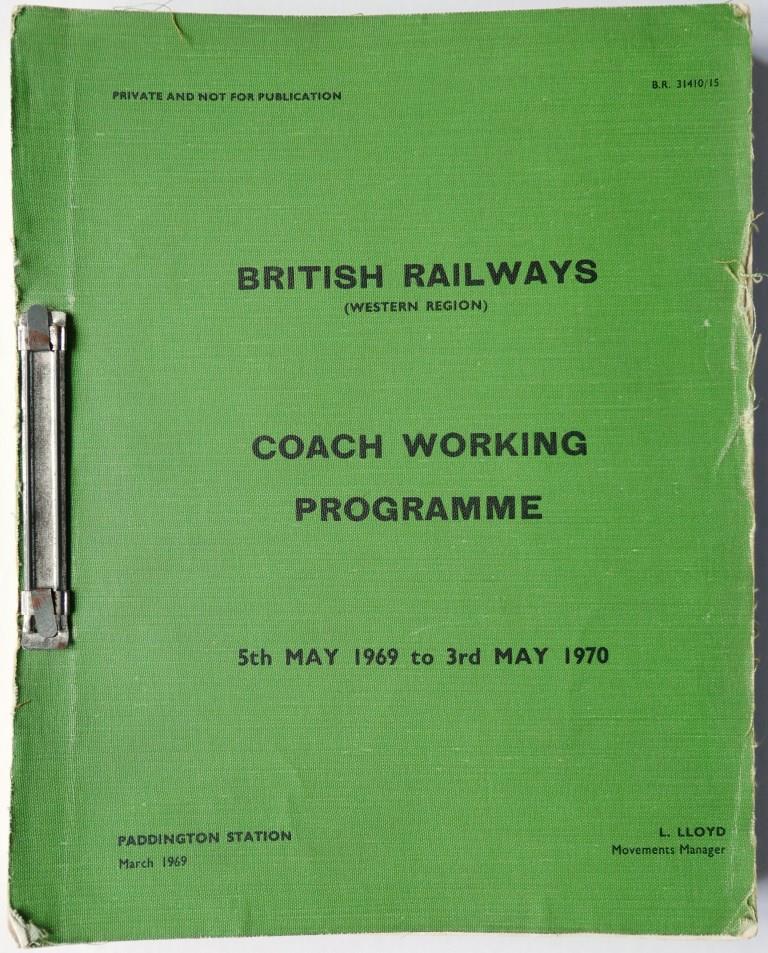 PRIVATE AND NOT FOR PUBLICATION
B.R. 31410/15
BRITISH RAILWAYS
(WESTERN REGION)
COACH WORKING
PROGRAMME
5th MAY 1969 to 3rd MAY 1970
PADDINGTON STATION
March 1969
L. LLOYD
Movements Manager